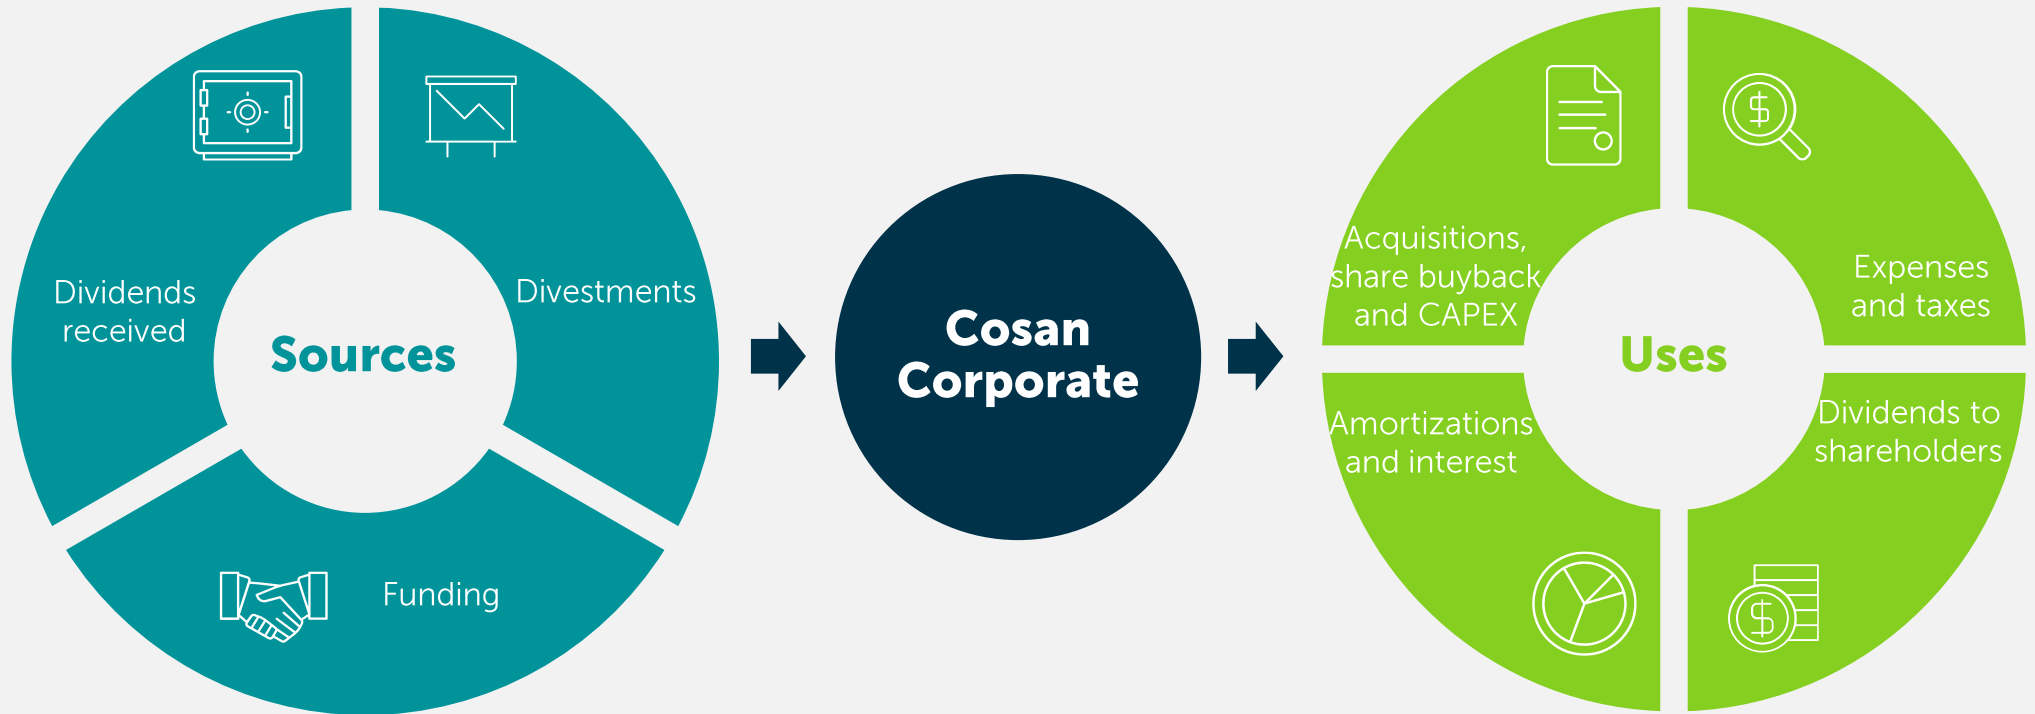 Dividends
received
Divestments
Sources
Funding
Cosan
Corporate
Acquisitions,
share buyback
and CAPEX
Expenses
and taxes
Uses
Amortizations
and interest
Dividends to
shareholders
$
$